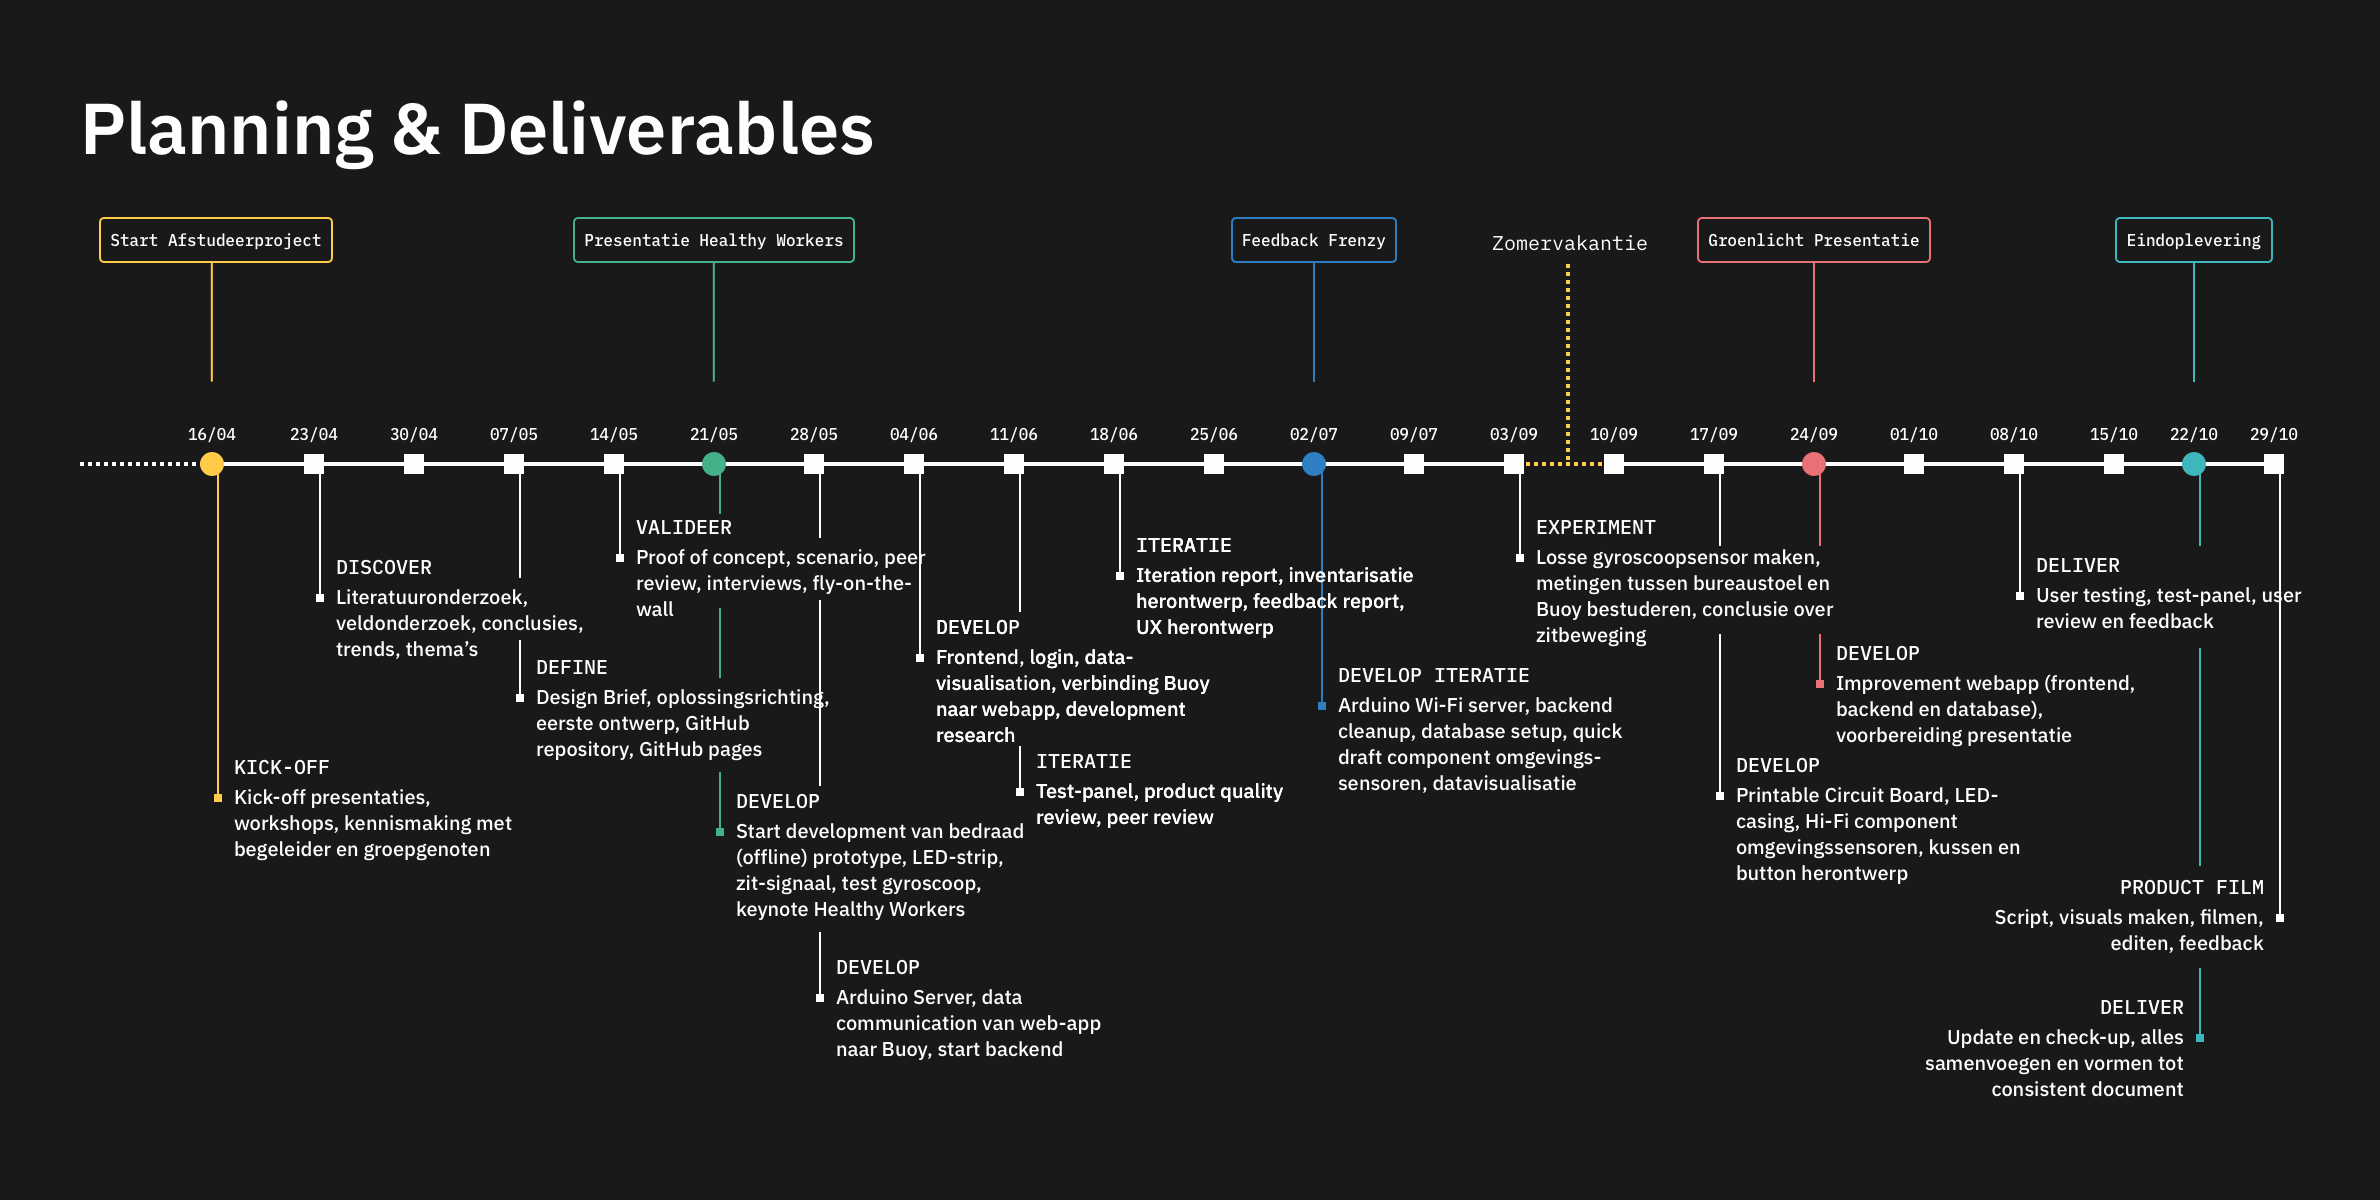 Planning & Deliverables
Start Afstudeerproject
Presentatie Healthy Workers
Feedback Frenzy
Zomervakantie
Groenlicht Presentatie
Eindoplevering
16/04
23/04
30/04
07/05
14/05
21/05
28/05
04/06
11/06
18/06
25/06
02/07
09/07
03/09
10/09
17/09
24/09
01/10
08/10
15/10
22/10
29/10
KICK-OFF
Kick-off presentaties,
workshops, kennismaking met
begeleider en groepgenoten
DISCOVER
Literatuuronderzoek,
veldonderzoek, conclusies,
trends, thema’s
DEFINE
Design Brief, oplossingsrichting,
eerste ontwerp, GitHub
repository, GitHub pages
VALIDEER
Proof of concept, scenario, peer
review, interviews, fly-on-the-
wall
DEVELOP
Start development van bedraad
(offline) prototype, LED-strip,
zit-signaal, test gyroscoop,
keynote Healthy Workers
DEVELOP
Arduino Server, data
communication van web-app
naar Buoy, start backend
DEVELOP
Frontend, login, data-
visualisation, verbinding Buoy
naar webapp, development
research
ITERATIE
Test-panel, product quality
review, peer review
ITERATIE
Iteration report, inventarisatie
herontwerp, feedback report,
UX herontwerp
DEVELOP ITERATIE
Arduino Wi-Fi server, backend
cleanup, database setup, quick
draft component omgevings-
sensoren, datavisualisatie
EXPERIMENT
Losse gyroscoopsensor maken,
metingen tussen bureaustoel en
Buoy bestuderen, conclusie over
zitbeweging
DEVELOP
Printable Circuit Board, LED-
casing, Hi-Fi component
omgevingssensoren, kussen en
button herontwerp
DEVELOP
Improvement webapp (frontend,
backend en database),
voorbereiding presentatie
DELIVER
User testing, test-panel, user
review en feedback
PRODUCT FILM
Script, visuals maken, filmen,
editen, feedback
DELIVER
Update en check-up, alles
samenvoegen en vormen tot
consistent document